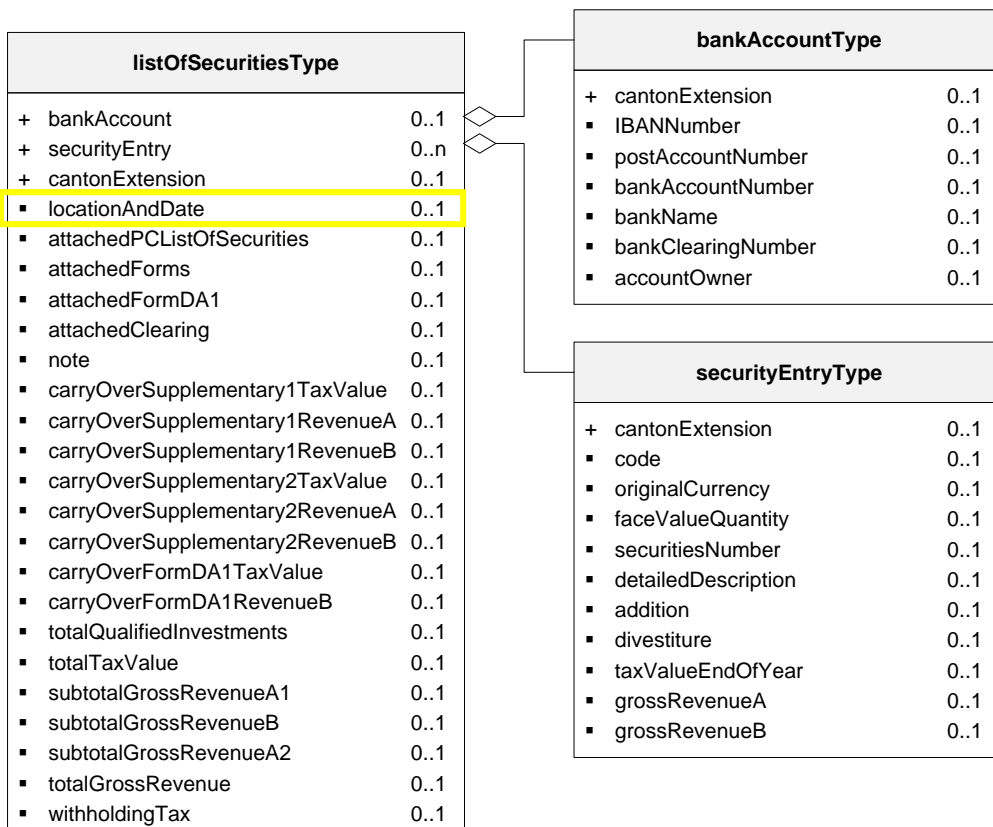 listOfSecuritiesType
+ bankAccount 0..1
+ securityEntry 0..n
+ cantonExtension 0..1
▪ locationAndDate 0..1
▪ attachedPCListOfSecurities 0..1
▪ attachedForms 0..1
▪ attachedFormDA1 0..1
▪ attachedClearing 0..1
▪ note 0..1
▪ carryOverSupplementary1TaxValue 0..1
▪ carryOverSupplementary1RevenueA 0..1
▪ carryOverSupplementary1RevenueB 0..1
▪ carryOverSupplementary2TaxValue 0..1
▪ carryOverSupplementary2RevenueA 0..1
▪ carryOverSupplementary2RevenueB 0..1
▪ carryOverFormDA1TaxValue 0..1
▪ carryOverFormDA1RevenueB 0..1
▪ totalQualifiedInvestments 0..1
▪ totalTaxValue 0..1
▪ subtotalGrossRevenueA1 0..1
▪ subtotalGrossRevenueB 0..1
▪ subtotalGrossRevenueA2 0..1
▪ totalGrossRevenue 0..1
▪ withholdingTax 0..1
bankAccountType
+ cantonExtension 0..1
▪ IBANNumber 0..1
▪ postAccountNumber 0..1
▪ bankAccountNumber 0..1
▪ bankName 0..1
▪ bankClearingNumber 0..1
▪ accountOwner 0..1
securityEntryType
+ cantonExtension 0..1
▪ code 0..1
▪ originalCurrency 0..1
▪ faceValueQuantity 0..1
▪ securitiesNumber 0..1
▪ detailedDescription 0..1
▪ addition 0..1
▪ divestiture 0..1
▪ taxValueEndOfYear 0..1
▪ grossRevenueA 0..1
▪ grossRevenueB 0..1